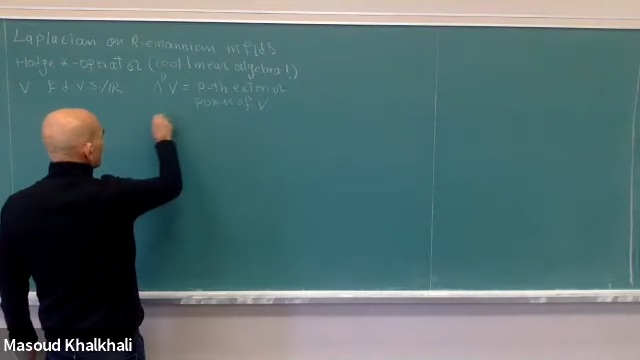 Laplacian on Riemannian mflds
Hodge *-Operator (cool linear algebra!)
V f.d.V.S/ℝ Λ^p V = p-th exterior
power of V
Masoud Khalkhali